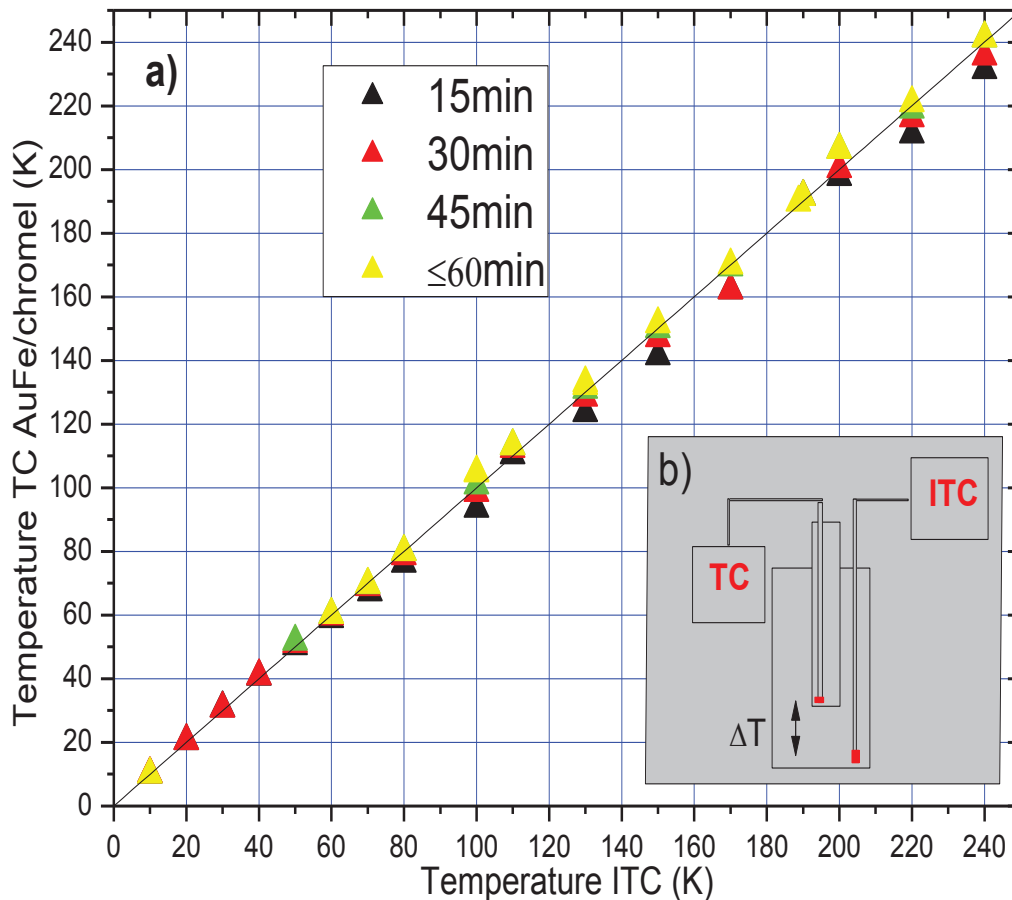 a)
15min
30min
45min
≤60min
Temperature TC AuFe/chromel (K)
240
220
200
180
160
140
120
100
80
60
40
20
0
b)
ITC
TC
ΔT
0 20 40 60 80 100 120 140 160 180 200 220 240
Temperature ITC (K)